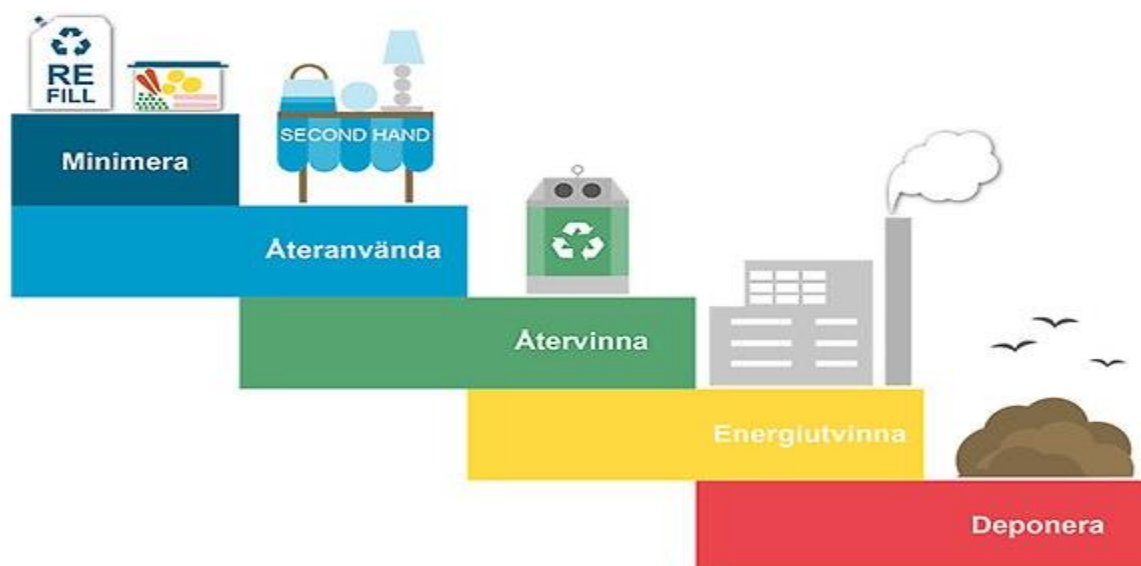 RE
FILL
Minimera
SECOND HAND
Återanvända
Återvinna
Energiutvinna
Deponera